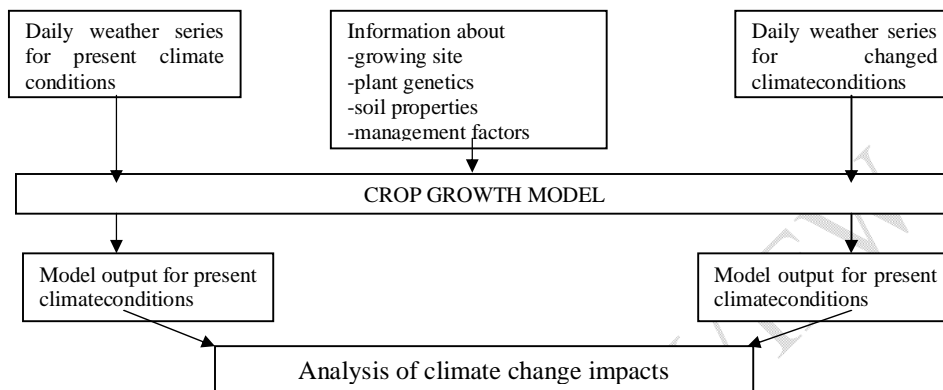 Daily weather series
for present climate
conditions
Information about
-growing site
-plant genetics
-soil properties
-management factors
Daily weather series
for changed
climateconditions
CROP GROWTH MODEL
Model output for present
climateconditions
Model output for present
climateconditions
Analysis of climate change impacts